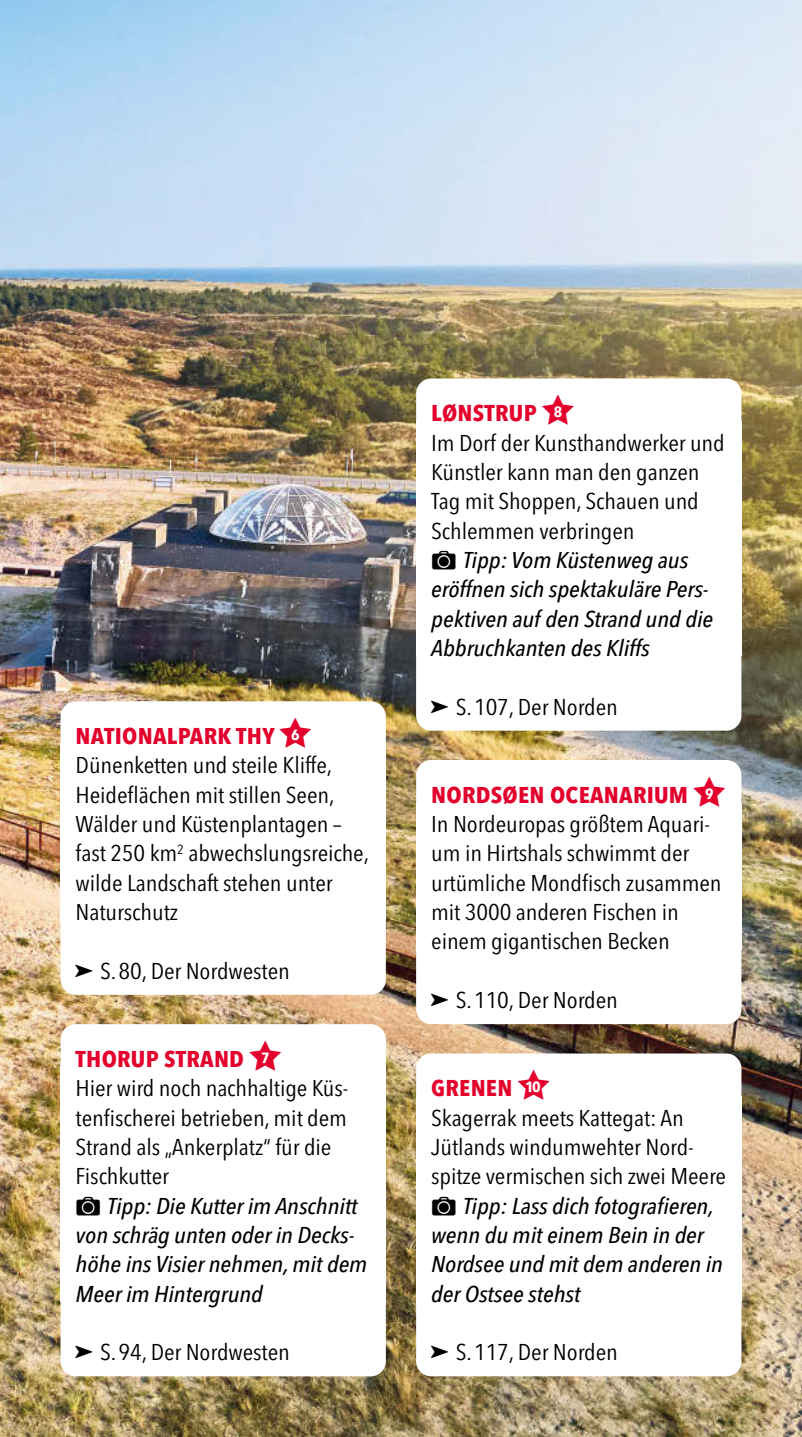 NATIONALPARK THY 6
Dünenketten und steile Kliffe,
Heideflächen mit stillen Seen,
Wälder und Küstenplantagen –
fast 250 km² abwechslungsreiche,
wilde Landschaft stehen unter
Naturschutz
➤ S. 80, Der Nordwesten
THORUP STRAND 7
Hier wird noch nachhaltige Küs-
tenfischerei betrieben, mit dem
Strand als „Ankerplatz“ für die
Fischkutter
Tipp: Die Kutter im Anschnitt
von schräg unten oder in Decks-
höhe ins Visier nehmen, mit dem
Meer im Hintergrund
➤ S. 94, Der Nordwesten
LØNSTRUP 8
Im Dorf der Kunsthandwerker und
Künstler kann man den ganzen
Tag mit Shoppen, Schauen und
Schlemmen verbringen
Tipp: Vom Küstenweg aus
eröffnen sich spektakuläre Pers-
pektiven auf den Strand und die
Abbruchkanten des Kliffs
➤ S. 107, Der Norden
NORDSØEN OCEANARIUM 9
In Nordeuropas größtem Aquari-
um in Hirtshals schwimmt der
urtümliche Mondfisch zusammen
mit 3000 anderen Fischen in
einem gigantischen Becken
➤ S. 110, Der Norden
GRENEN 10
Skagerrak meets Kattegat: An
Jütlands windumwehter Nord-
spitze vermischen sich zwei Meere
Tipp: Lass dich fotografieren,
wenn du mit einem Bein in der
Nordsee und mit dem anderen in
der Ostsee stehst
➤ S. 117, Der Norden